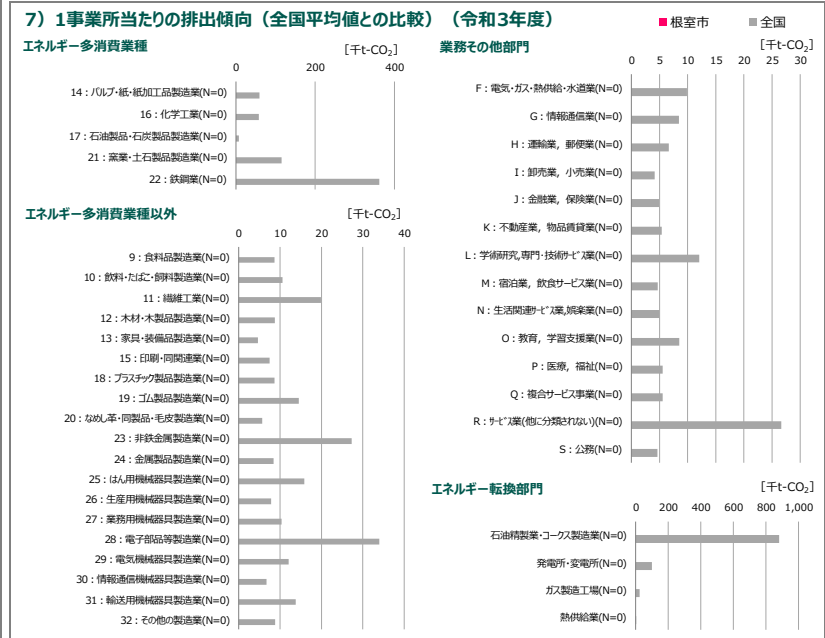 7）1事業所当たりの排出傾向（全国平均値との比較）（令和3年度）
■根室市 ■全国
エネルギー多消費業種
[千t-CO₂]
0 200 400
14：パルプ・紙・紙加工品製造業(N=0)
16：化学工業(N=0)
17：石油製品・石炭製品製造業(N=0)
21：窯業・土石製品製造業(N=0)
22：鉄鋼業(N=0)
エネルギー多消費業種以外
[千t-CO₂]
0 10 20 30 40
9：食料品製造業(N=0)
10：飲料・たばこ・飼料製造業(N=0)
11：繊維工業(N=0)
12：木材・木製品製造業(N=0)
13：家具・装備品製造業(N=0)
15：印刷・同関連業(N=0)
18：プラスチック製品製造業(N=0)
19：ゴム製品製造業(N=0)
20：なめし革・同製品・毛皮製造業(N=0)
23：非鉄金属製造業(N=0)
24：金属製品製造業(N=0)
25：はん用機械器具製造業(N=0)
26：生産用機械器具製造業(N=0)
27：業務用機械器具製造業(N=0)
28：電子部品等製造業(N=0)
29：電気機械器具製造業(N=0)
30：情報通信機械器具製造業(N=0)
31：輸送用機械器具製造業(N=0)
32：その他の製造業(N=0)
業務その他部門
[千t-CO₂]
0 5 10 15 20 25 30
F：電気・ガス・熱供給・水道業(N=0)
G：情報通信業(N=0)
H：運輸業，郵便業(N=0)
I：卸売業，小売業(N=0)
J：金融業，保険業(N=0)
K：不動産業，物品賃貸業(N=0)
L：学術研究,専門・技術ｻｰﾋﾞｽ業(N=0)
M：宿泊業，飲食サービス業(N=0)
N：生活関連ｻｰﾋﾞｽ業,娯楽業(N=0)
O：教育，学習支援業(N=0)
P：医療，福祉(N=0)
Q：複合サービス事業(N=0)
R：ｻｰﾋﾞｽ業(他に分類されない)(N=0)
S：公務(N=0)
エネルギー転換部門
[千t-CO₂]
0 200 400 600 800 1,000
石油精製業・コークス製造業(N=0)
発電所・変電所(N=0)
ガス製造工場(N=0)
熱供給業(N=0)